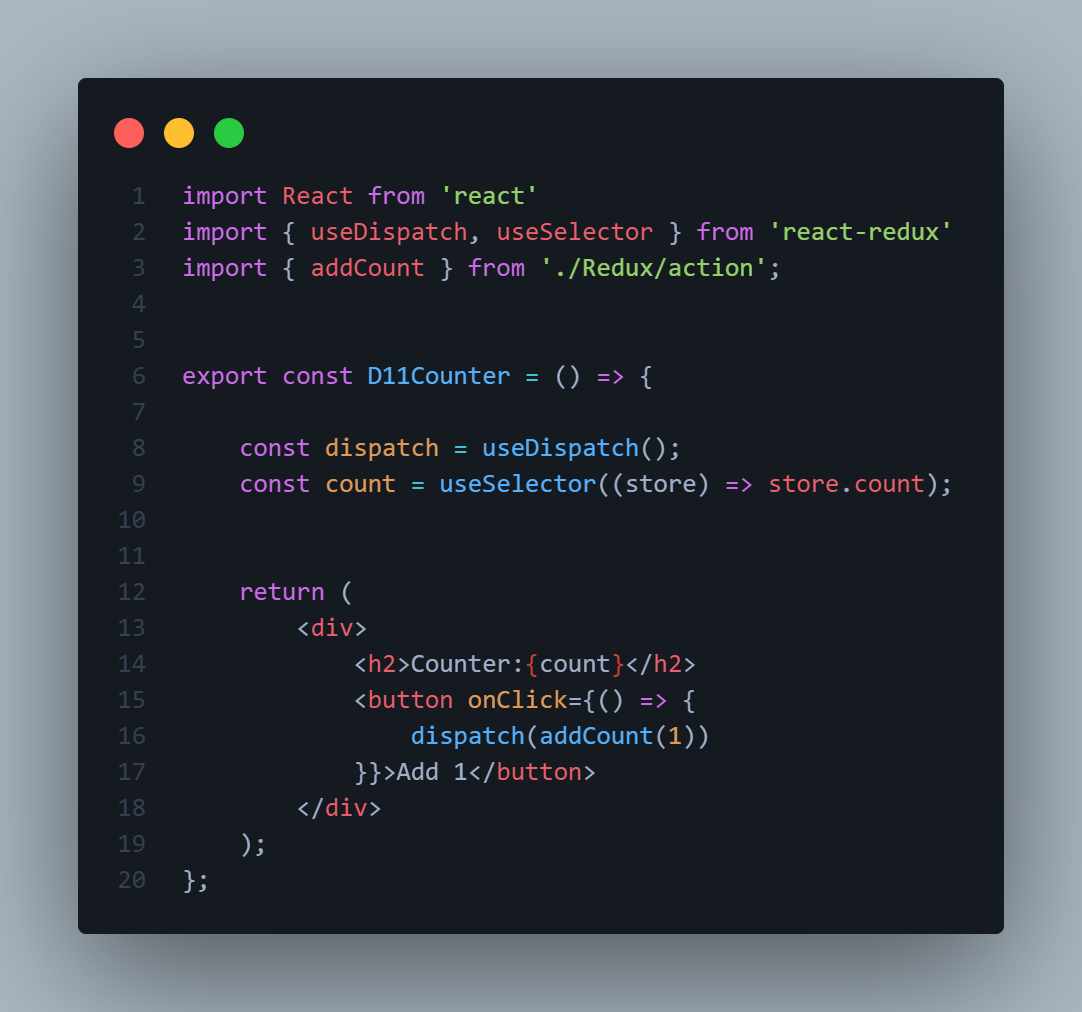 1 import React from 'react'
2 import { useDispatch, useSelector } from 'react-redux'
3 import { addCount } from './Redux/action';
4
5
6 export const D11Counter = () => {
7
8     const dispatch = useDispatch();
9     const count = useSelector((store) => store.count);
10
11
12     return (
13         <div>
14             <h2>Counter:{count}</h2>
15             <button onClick={() => {
16                 dispatch(addCount(1))
17             }}>Add 1</button>
18         </div>
19     );
20 };